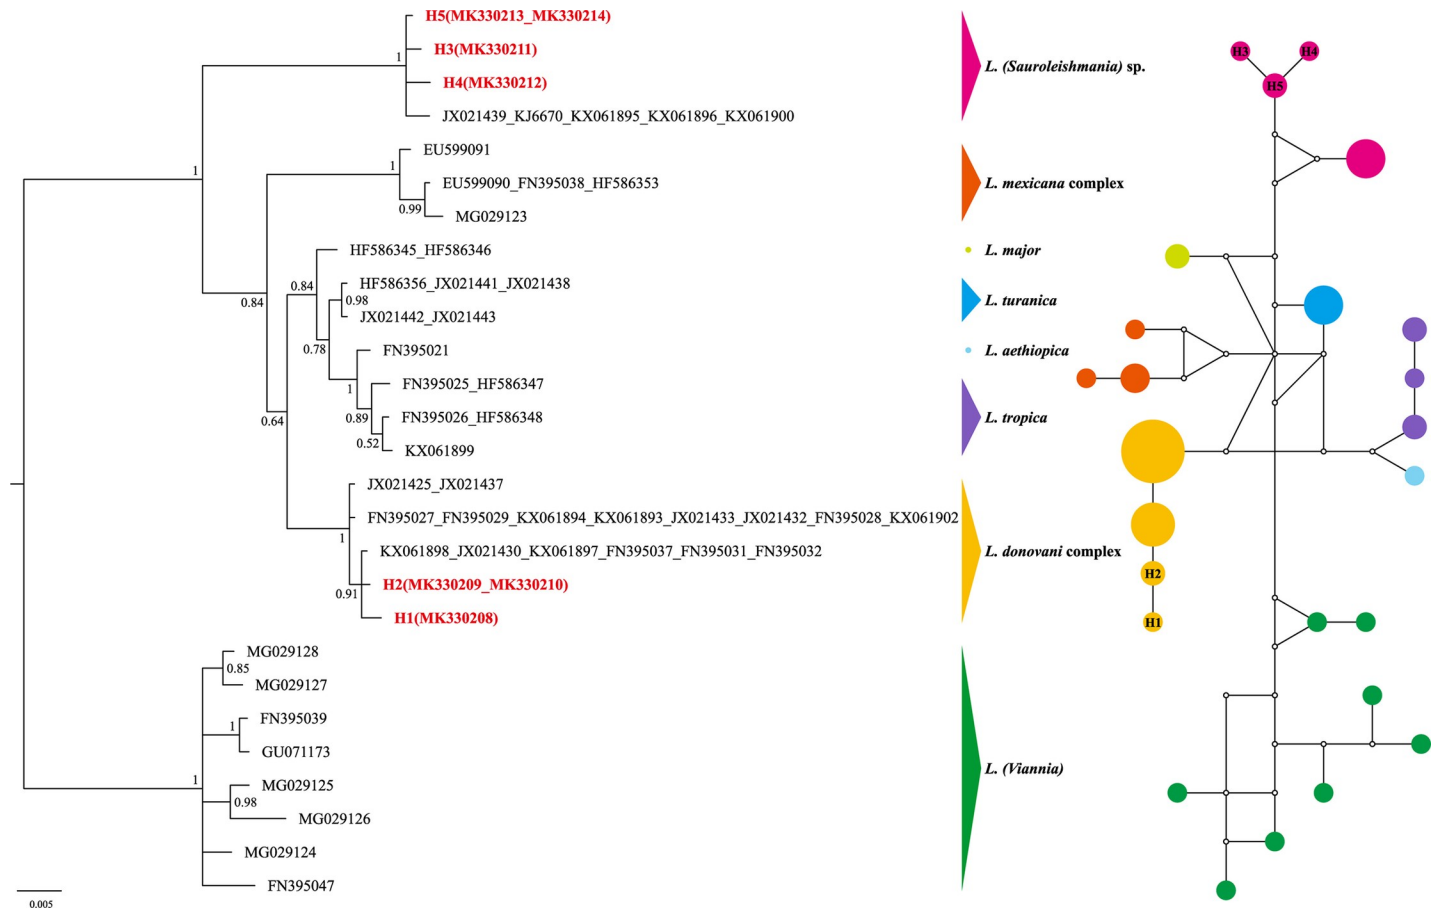 H5(MK330213_MK330214)
H3(MK330211)
1
H4(MK330212)
JX021439_KJ6670_KX061895_KX061896_KX061900
1
EU599091
1
EU599090_FN395038_HF586353
0.99
MG029123
0.84
HF586345_HF586346
0.84
HF586356_JX021441_JX021438
0.98
JX021442_JX021443
0.78
FN395021
1
FN395025_HF586347
0.89
FN395026_HF586348
0.64
0.52
KX061899
JX021425_JX021437
FN395027_FN395029_KX061894_KX061893_JX021433_JX021432_FN395028_KX061902
1
KX061898_JX021430_KX061897_FN395037_FN395031_FN395032
H2(MK330209_MK330210)
0.91
H1(MK330208)
MG029128
0.85
MG029127
FN395039
1
GU071173
1
MG029125
0.98
MG029126
MG029124
FN395047
0.005
L. (Sauroleishmania) sp.
L. mexicana complex
L. major
L. turanica
L. aethiopica
L. tropica
L. donovani complex
L. (Viannia)
H3
H4
H5
H2
H1